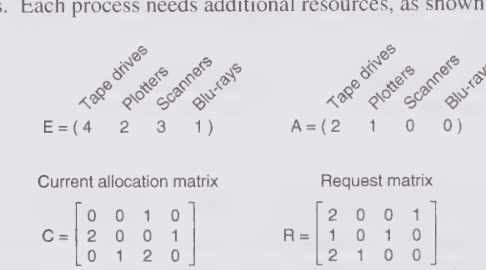 s. Each process needs additional resources, as shown
Tape drives Plotters Scanners Blu-rays
E = ( 4 2 3 1 )
Tape drives Plotters Scanners
A = ( 2 1 0 0 )
Current allocation matrix
C = [ 0 0 1 0
2 0 0 1
0 1 2 0 ]
Request matrix
R = [ 2 0 0 1
1 0 1 0
2 1 0 0 ]